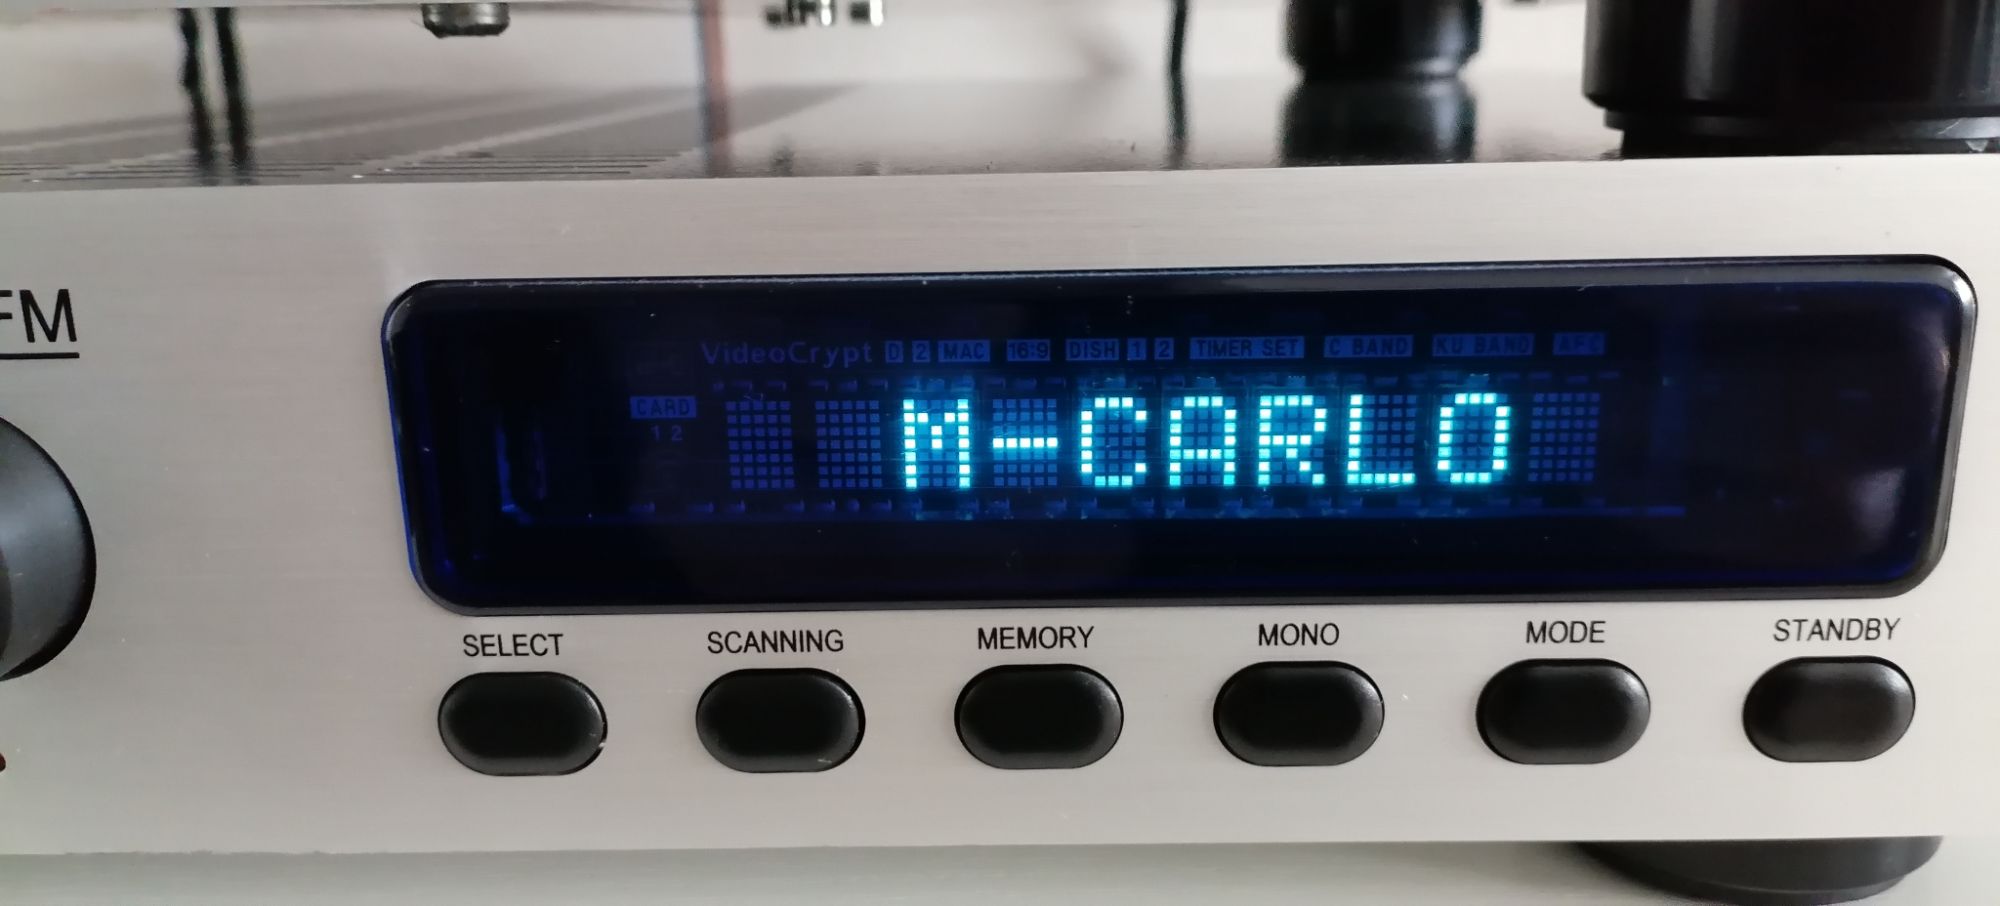 FM
VideoCrypt D 2 MAC 16:9 DISH 1 2 TIMER SET C BAND KU BAND AFC
CARD
1 2
M-CARLO
SELECT SCANNING MEMORY MONO MODE STANDBY